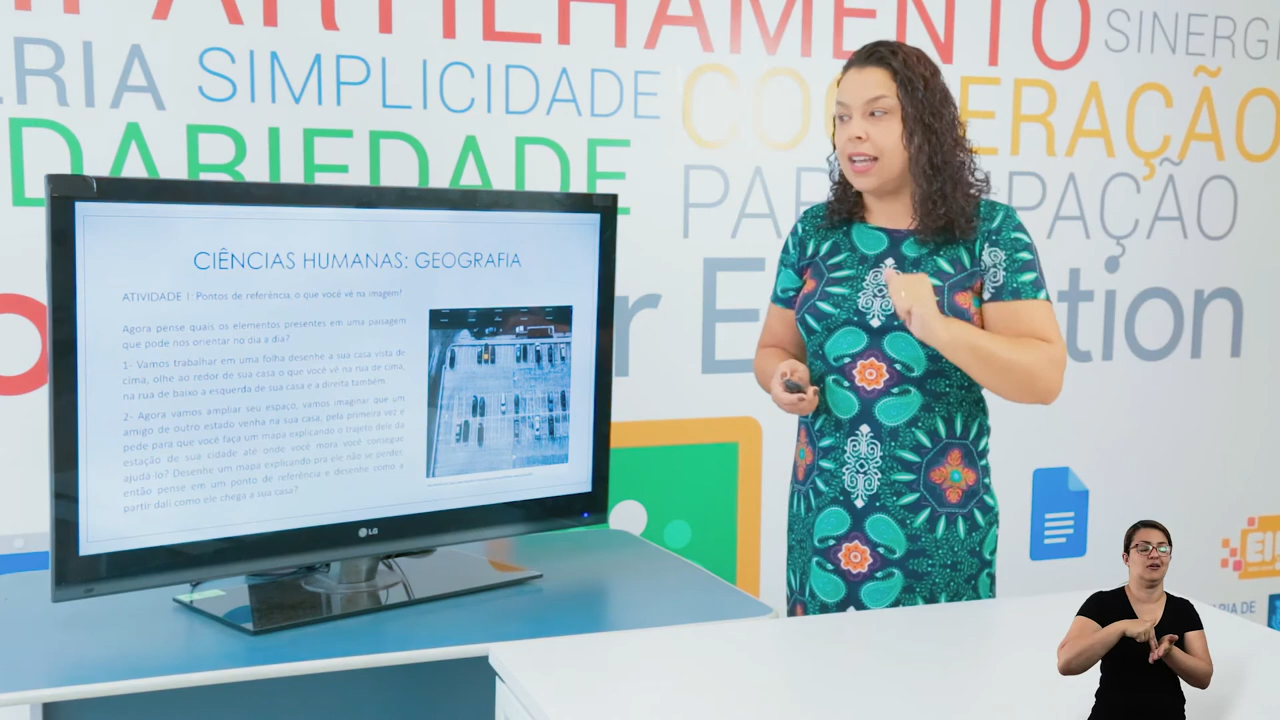 MPARTILHAMENTO
SINERGI
ARIA
SIMPLICIDADE
COOPERAÇÃO
DARIEDADE
PARTICIPAÇÃO
r E
tion
CIÊNCIAS HUMANAS: GEOGRAFIA
ATIVIDADE 1: Pontos de referência, o que você vê na imagem?
Agora pense quais os elementos presentes em uma paisagem
que pode nos orientar no dia a dia?
1- Vamos trabalhar em uma folha desenhe a sua casa vista de
cima, olhe ao redor de sua casa o que você vê na rua de cima,
na rua de baixo a esquerda de sua casa e a direita também.
2- Agora vamos ampliar seu espaço, vamos imaginar que um
amigo de outro estado venha na sua casa, pela primeira vez e
pede para que você faça um mapa explicando o trajeto dele da
estação de sua cidade até onde você mora você consegue
ajudá-lo? Desenhe um mapa explicando pra ele não se perder,
então pense em um ponto de referência e desenhe como a
partir dali como ele chega a sua casa?
LG
ARIA DE